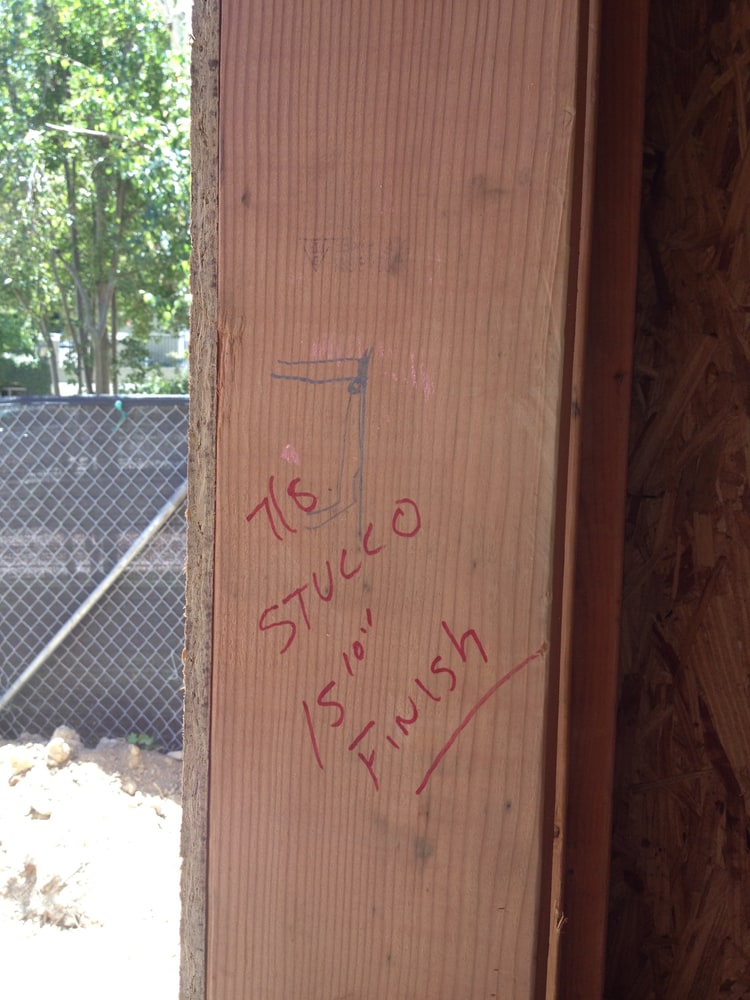 7/8
STUCCO
15 10"
FINISH